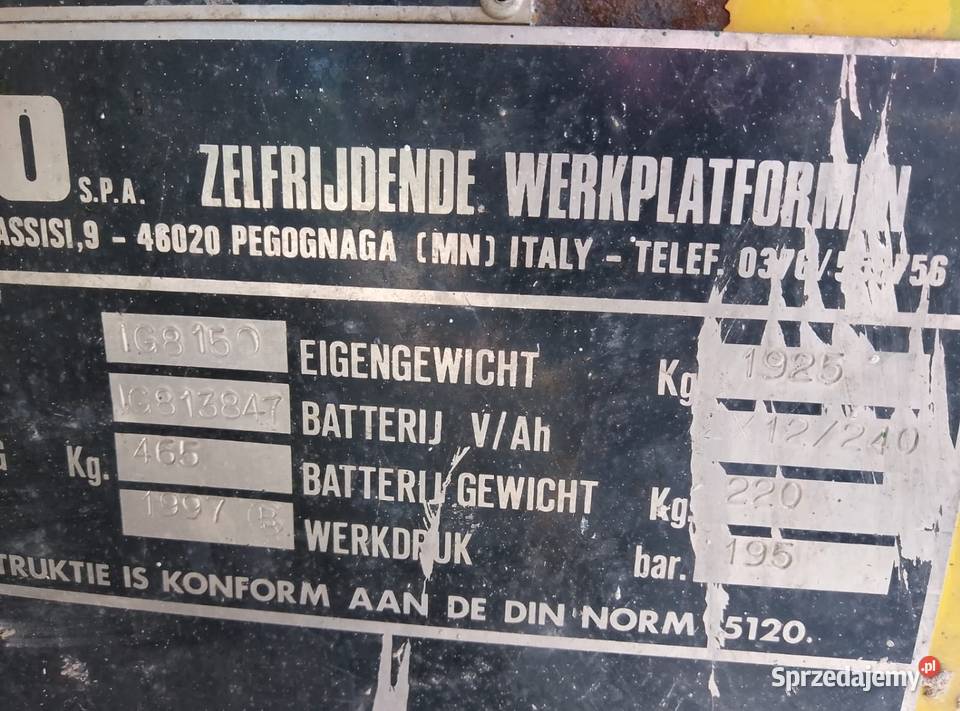 O S.P.A. ZELFRIJDENDE WERKPLATFORMEN
ASSISI,9 - 46020 PEGOGNAGA (MN) ITALY - TELEF.
IG8150 EIGENGEWICHT Kg 1925
IG813847 BATTERIJ V/Ah /12/240
G Kg. 465 BATTERIJ GEWICHT Kg. 220
1997 (B) WERKDRUK bar. 195
TRUKTIE IS KONFORM AAN DE DIN NORM 15120.
Sprzedajemy.pl